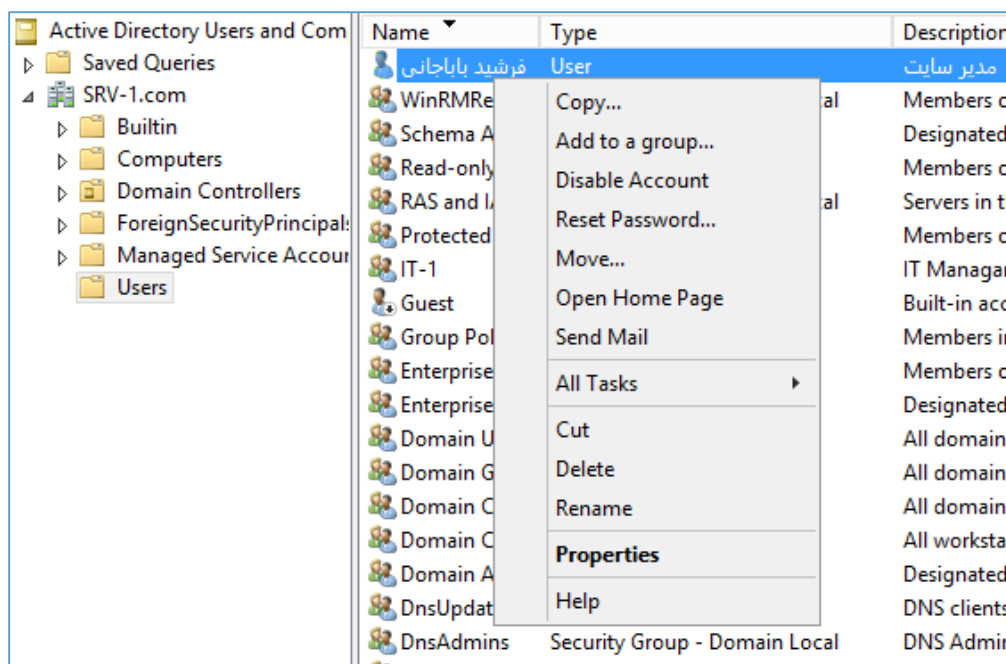 Active Directory Users and Com
Saved Queries
SRV-1.com
Builtin
Computers
Domain Controllers
ForeignSecurityPrincipals
Managed Service Accour
Users
Name Type Description
فرشید باباجانی User مدیر سایت
WinRMRe al Members o
Schema A Designated
Read-only Members o
RAS and I al Servers in t
Protected Members o
IT-1 IT Managar
Guest Built-in acc
Group Pol Members i
Enterprise Members o
Enterprise Designated
Domain U All domain
Domain G All domain
Domain C All domain
Domain C All worksta
Domain A Designated
DnsUpdat DNS clients
DnsAdmins Security Group - Domain Local DNS Admin
Copy...
Add to a group...
Disable Account
Reset Password...
Move...
Open Home Page
Send Mail
All Tasks
Cut
Delete
Rename
Properties
Help